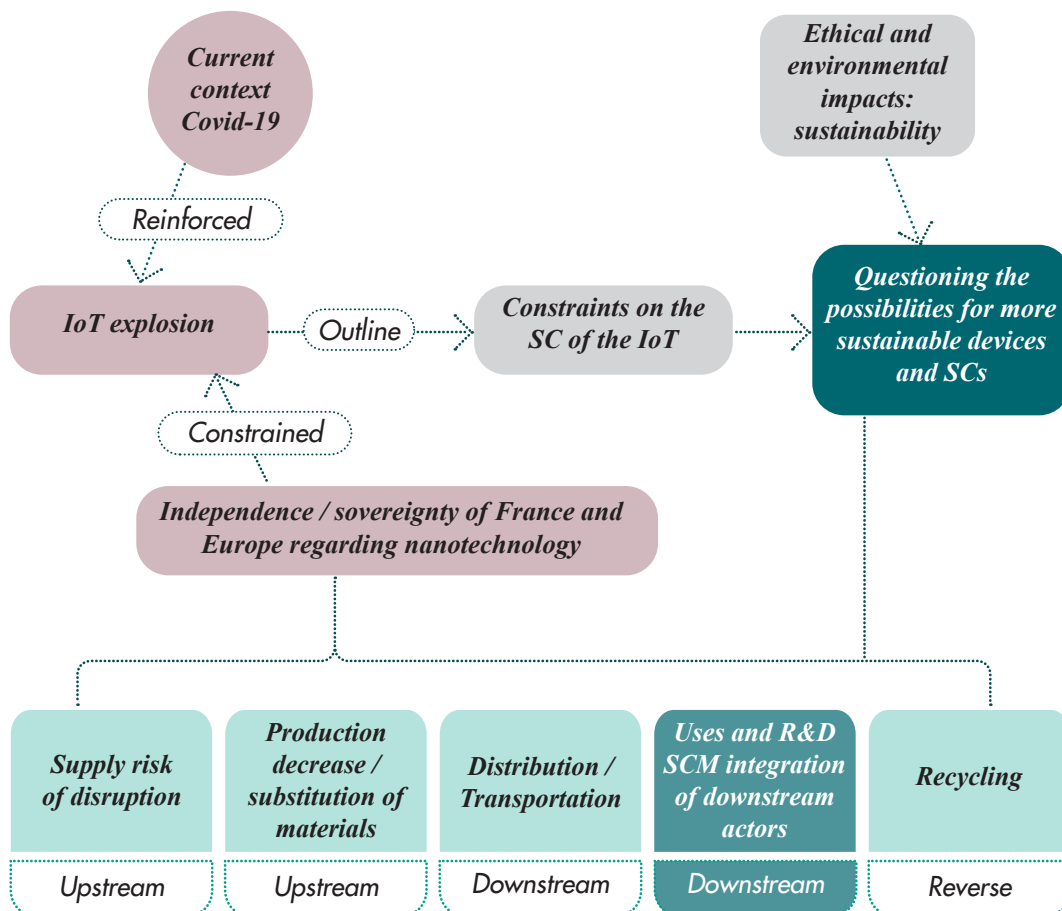 Current
context
Covid-19
Ethical and
environmental
impacts:
sustainability
Reinforced
IoT explosion
Outline
Constraints on the
SC of the IoT
Questioning the
possibilities for more
sustainable devices
and SCs
Constrained
Independence / sovereignty of France and
Europe regarding nanotechnology
Supply risk
of disruption
Upstream
Production
decrease /
substitution of
materials
Upstream
Distribution /
Transportation
Downstream
Uses and R&D
SCM integration
of downstream
actors
Downstream
Recycling
Reverse